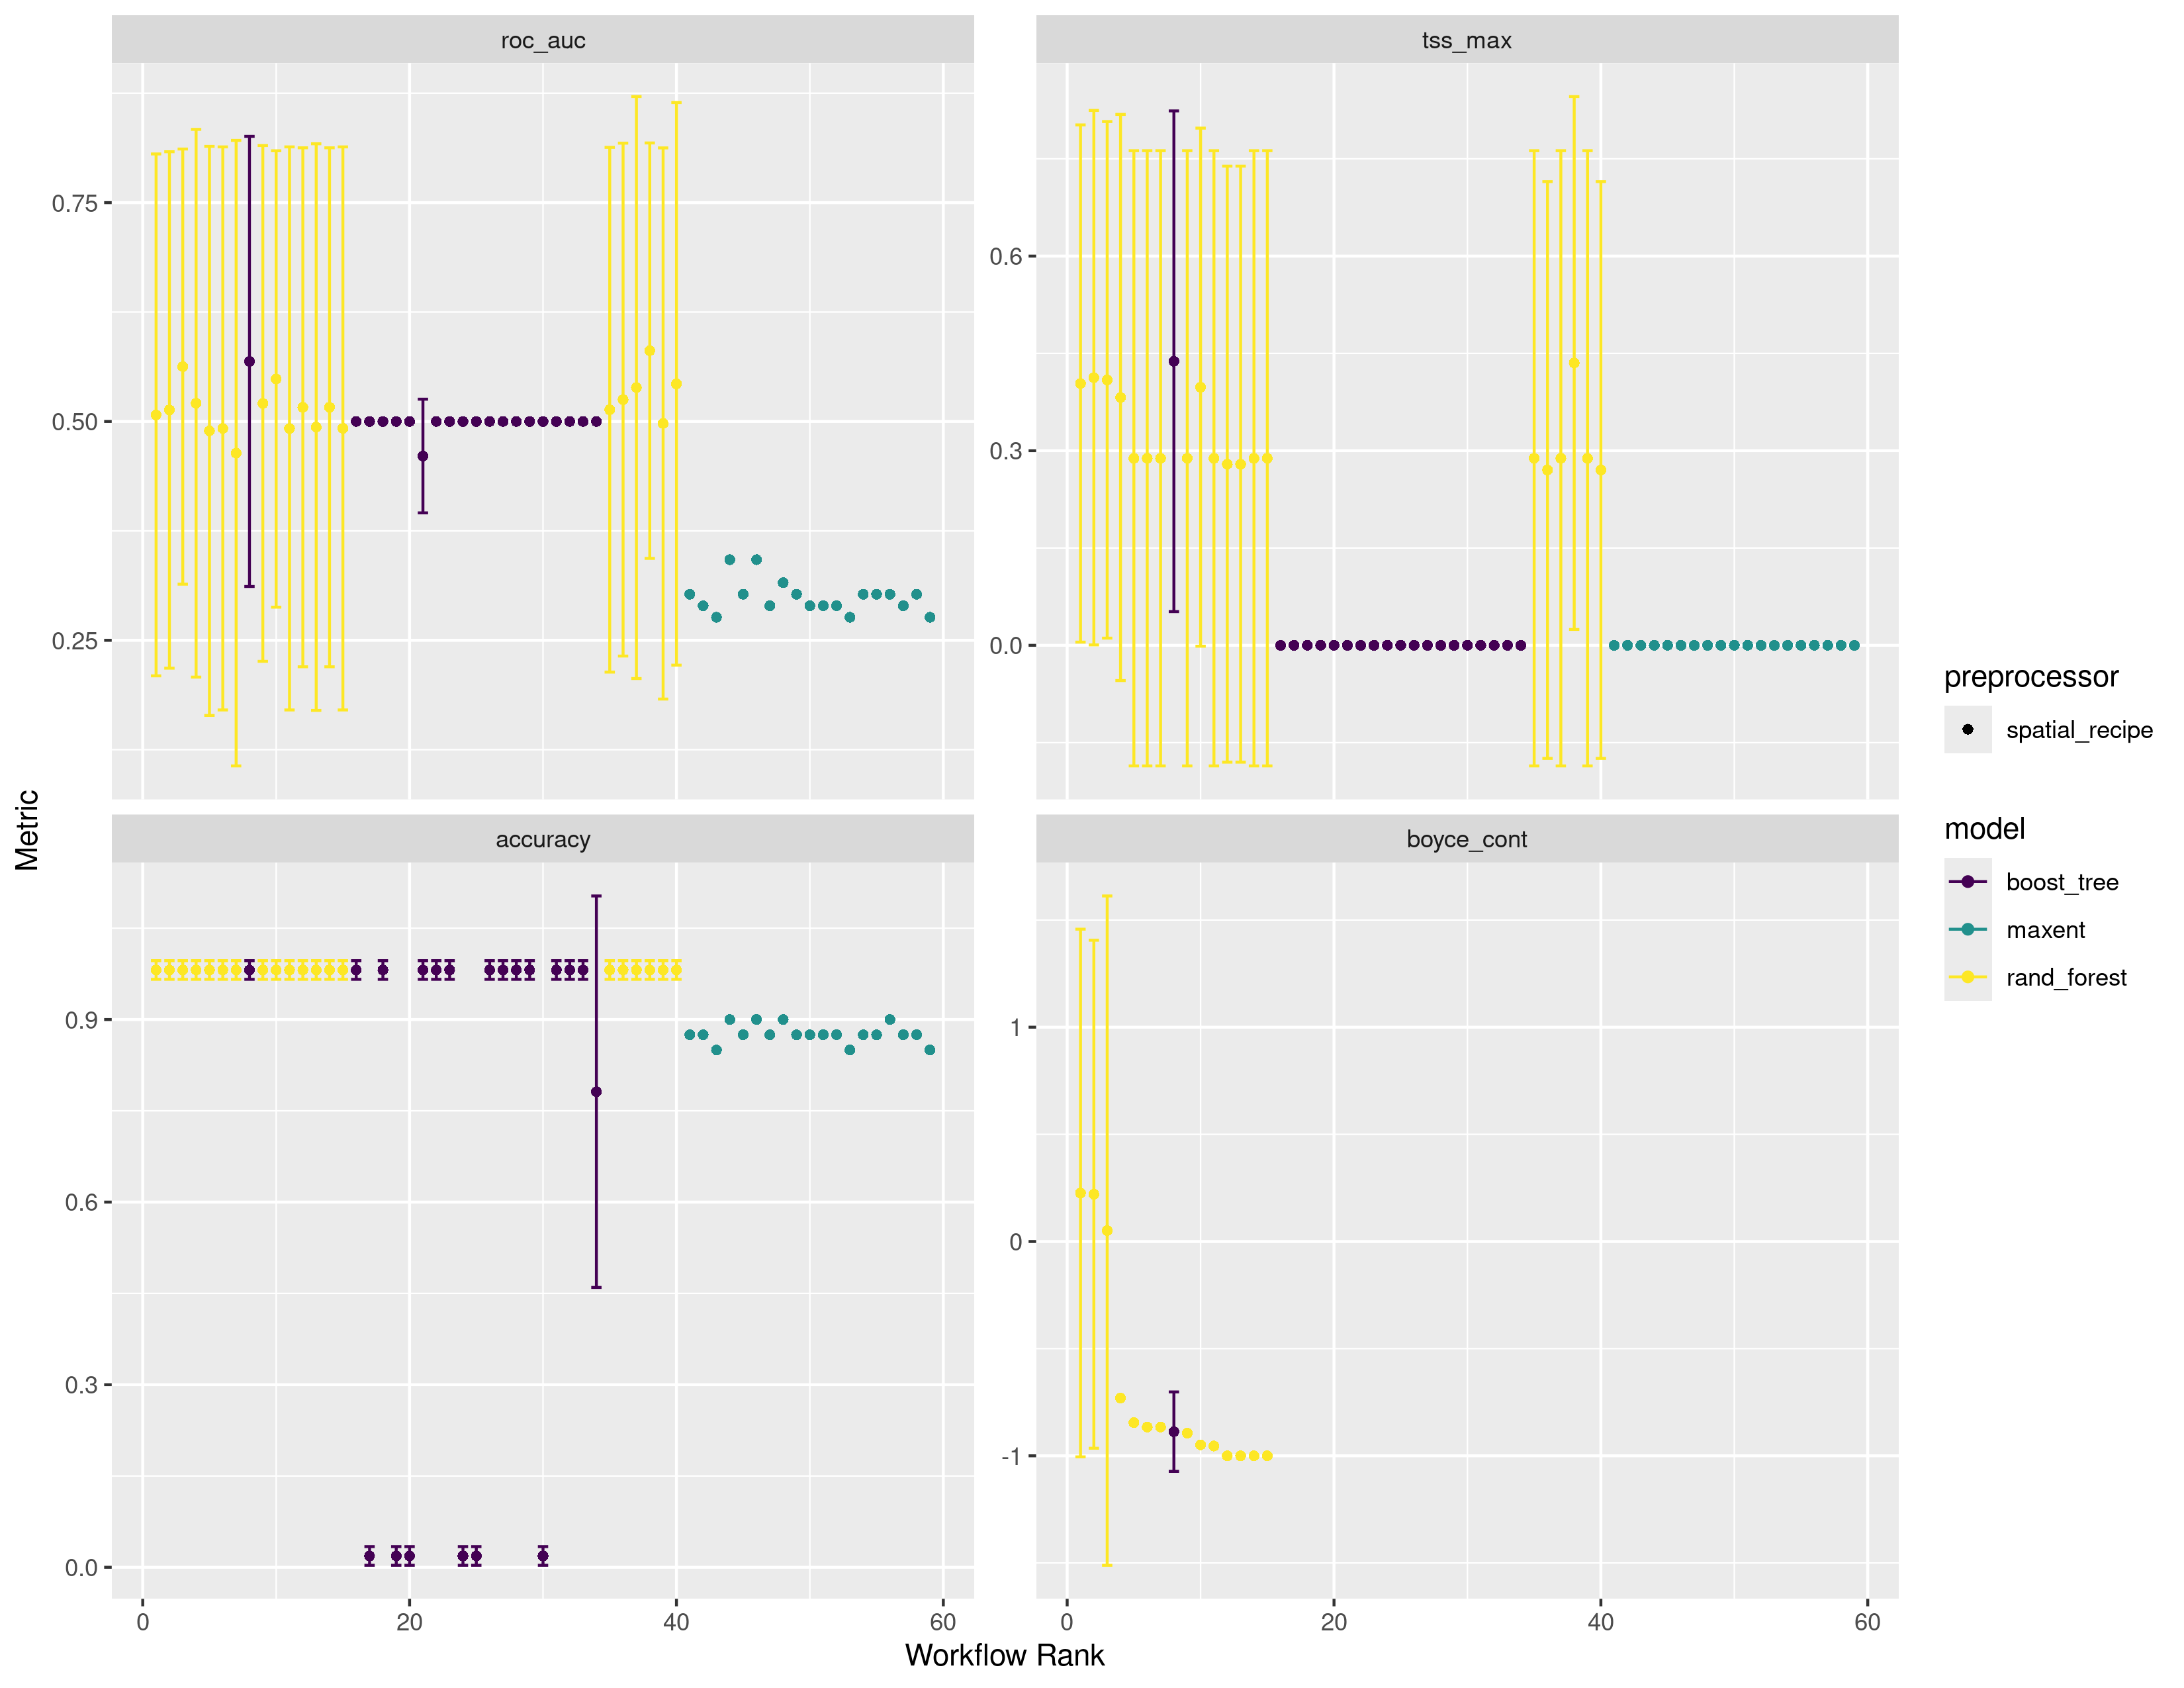 roc_auc
tss_max
0.75
0.50
0.25
0.6
0.3
0.0
Metric
accuracy
boyce_cont
0.9
0.6
0.3
0.0
1
0
-1
0
20
40
60
0
20
40
60
Workflow Rank
preprocessor
spatial_recipe
model
boost_tree
maxent
rand_forest